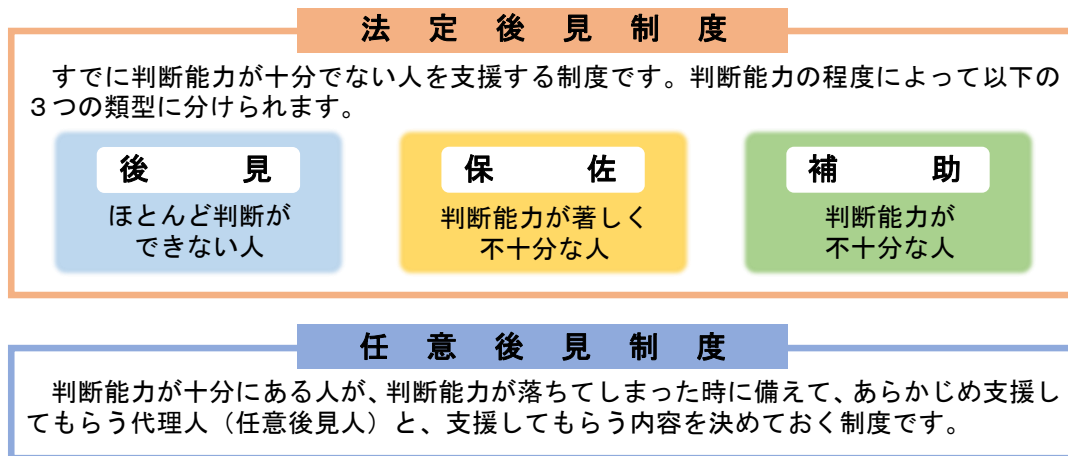 法定後見制度
すでに判断能力が十分でない人を支援する制度です。判断能力の程度によって以下の
３つの類型に分けられます。
後見
ほとんど判断が
できない人
保佐
判断能力が著しく
不十分な人
補助
判断能力が
不十分な人
任意後見制度
判断能力が十分にある人が、判断能力が落ちてしまった時に備えて、あらかじめ支援し
てもらう代理人（任意後見人）と、支援してもらう内容を決めておく制度です。